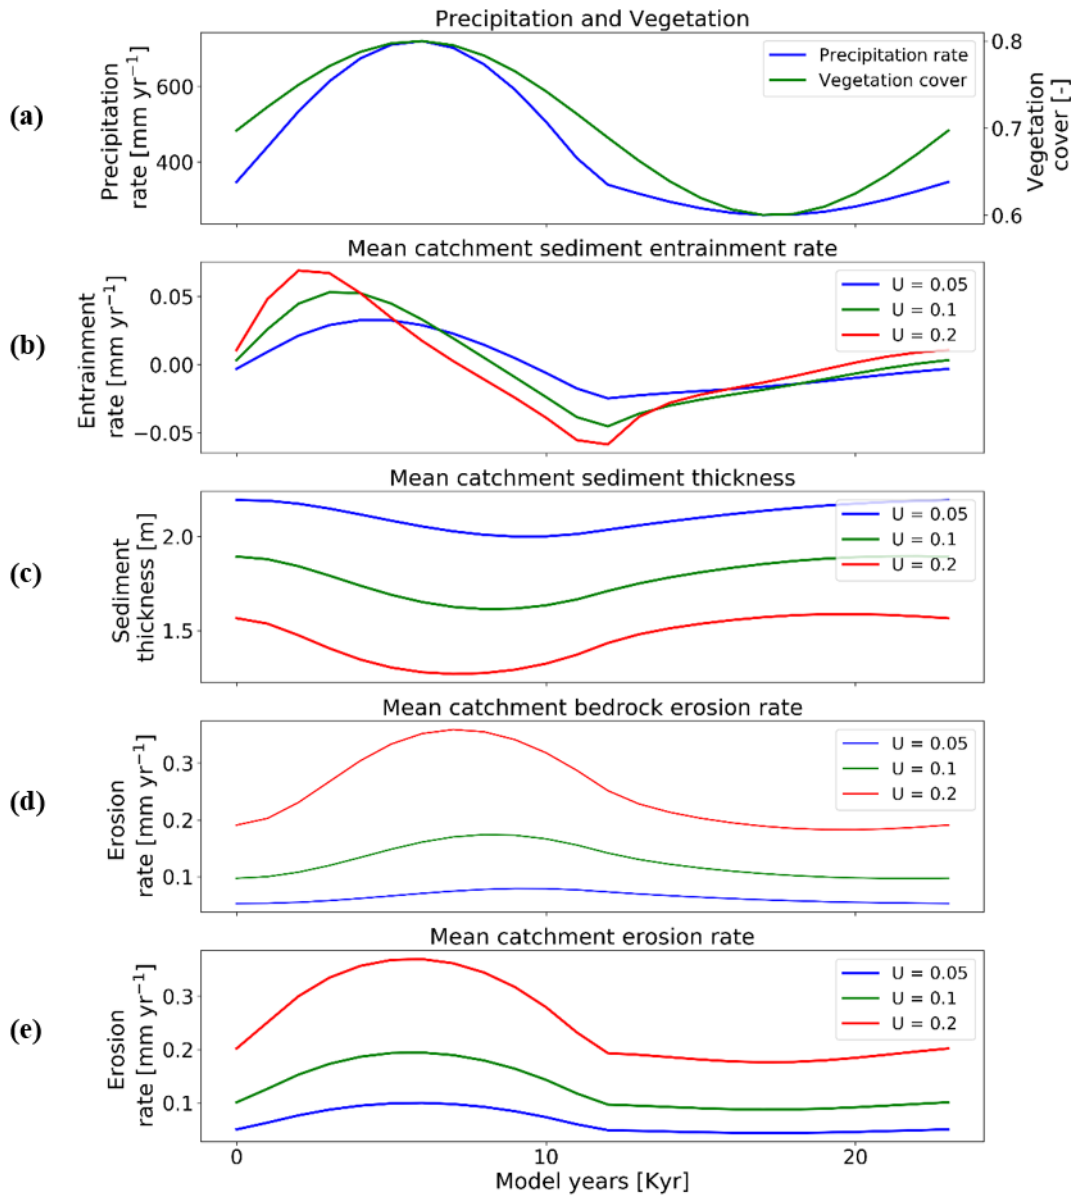 Precipitation and Vegetation
(a)
Precipitation
rate [mm yr⁻¹]
600
400
Precipitation rate
Vegetation cover
0.8
0.7
0.6
Vegetation
cover [-]
Mean catchment sediment entrainment rate
(b)
Entrainment
rate [mm yr⁻¹]
0.05
0.00
−0.05
U = 0.05
U = 0.1
U = 0.2
Mean catchment sediment thickness
(c)
Sediment
thickness [m]
2.0
1.5
U = 0.05
U = 0.1
U = 0.2
Mean catchment bedrock erosion rate
(d)
Erosion
rate [mm yr⁻¹]
0.3
0.2
0.1
U = 0.05
U = 0.1
U = 0.2
Mean catchment erosion rate
(e)
Erosion
rate [mm yr⁻¹]
0.3
0.2
0.1
U = 0.05
U = 0.1
U = 0.2
0 10 20
Model years [Kyr]